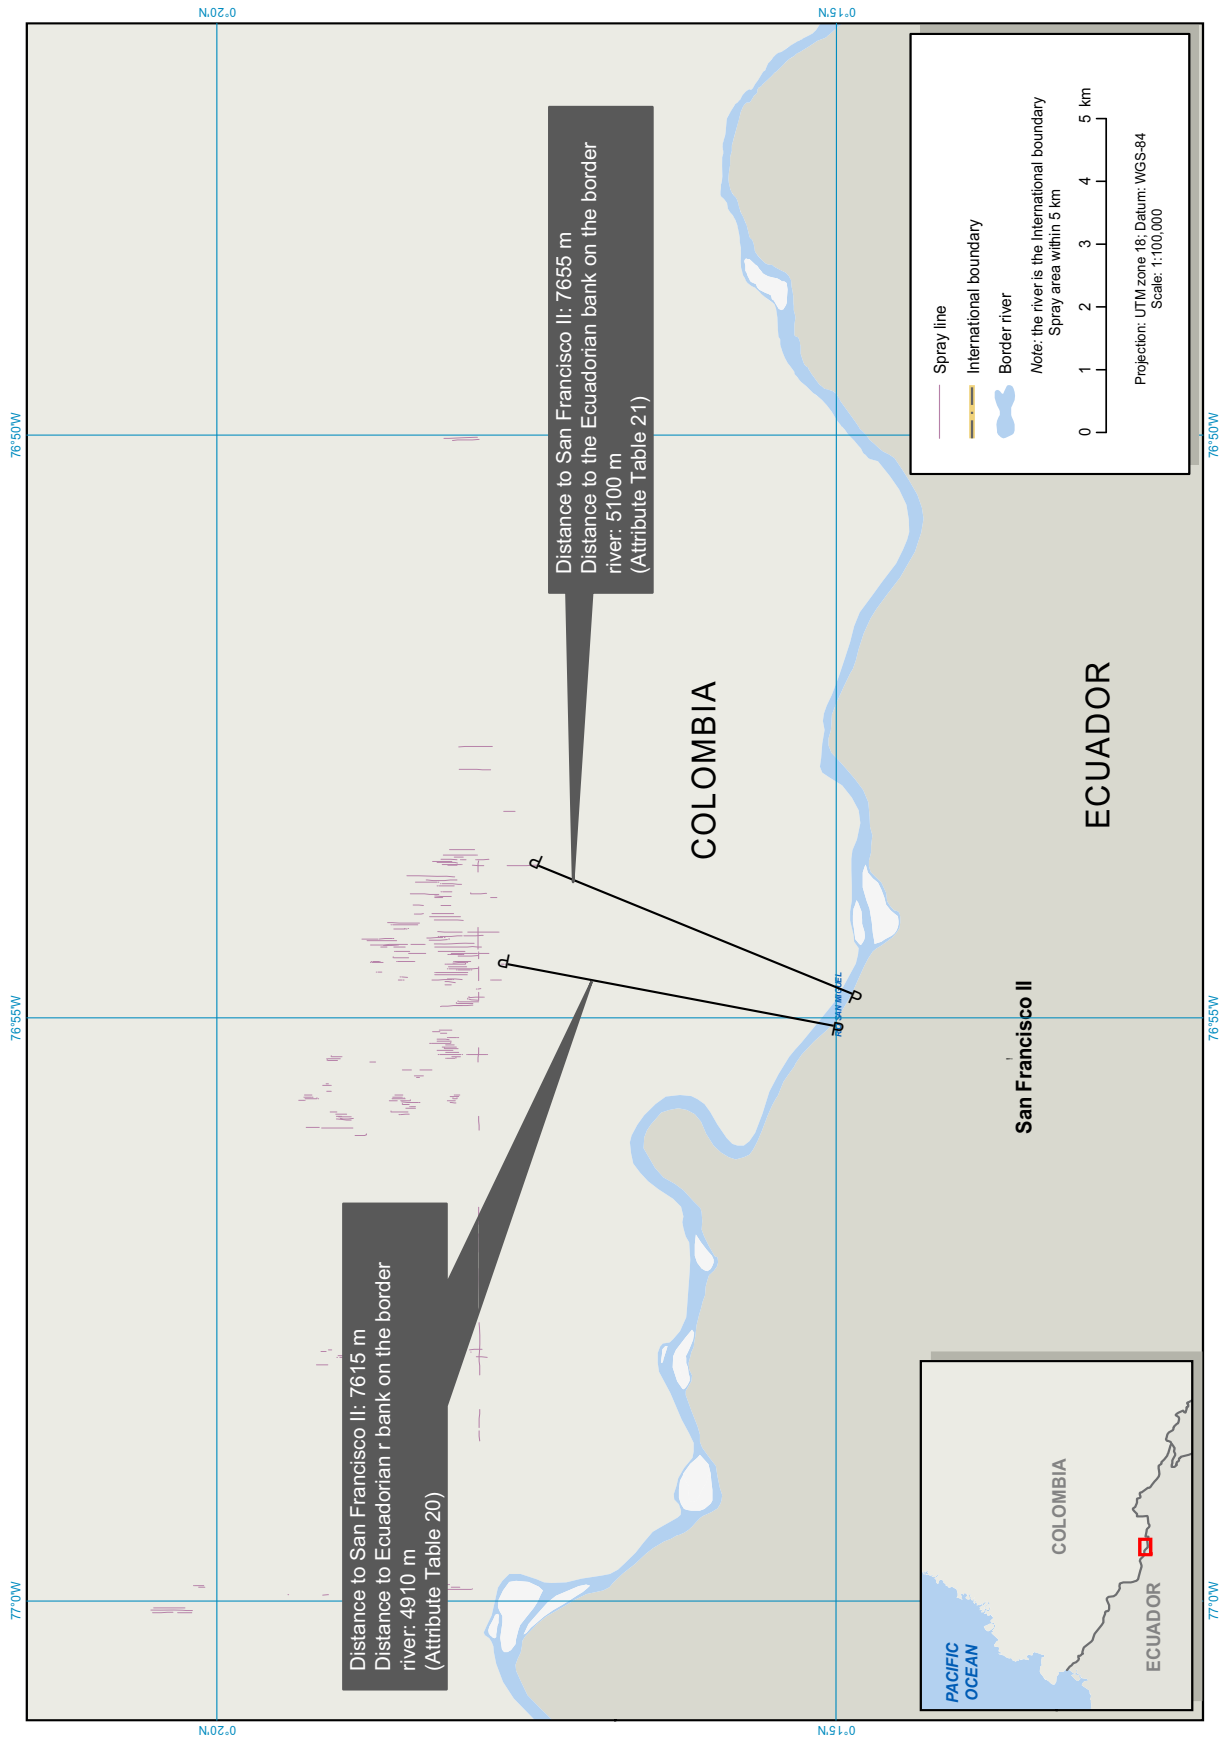 77°0'W
76°55'W
76°50'W
0°20'N
0°20'N
Distance to San Francisco II: 7615 m
Distance to Ecuadorian r bank on the border
river: 4910 m
(Attribute Table 20)
Distance to San Francisco II: 7655 m
Distance to the Ecuadorian bank on the border
river: 5100 m
(Attribute Table 21)
COLOMBIA
0°15'N
0°15'N
SAN MIGUEL
San Francisco II
ECUADOR
PACIFIC
OCEAN
COLOMBIA
ECUADOR
Spray line
International boundary
Border river
Note: the river is the International boundary
Spray area within 5 km
0 1 2 3 4 5 km
Projection: UTM zone 18; Datum: WGS-84
Scale: 1:100,000
77°0'W
76°55'W
76°50'W